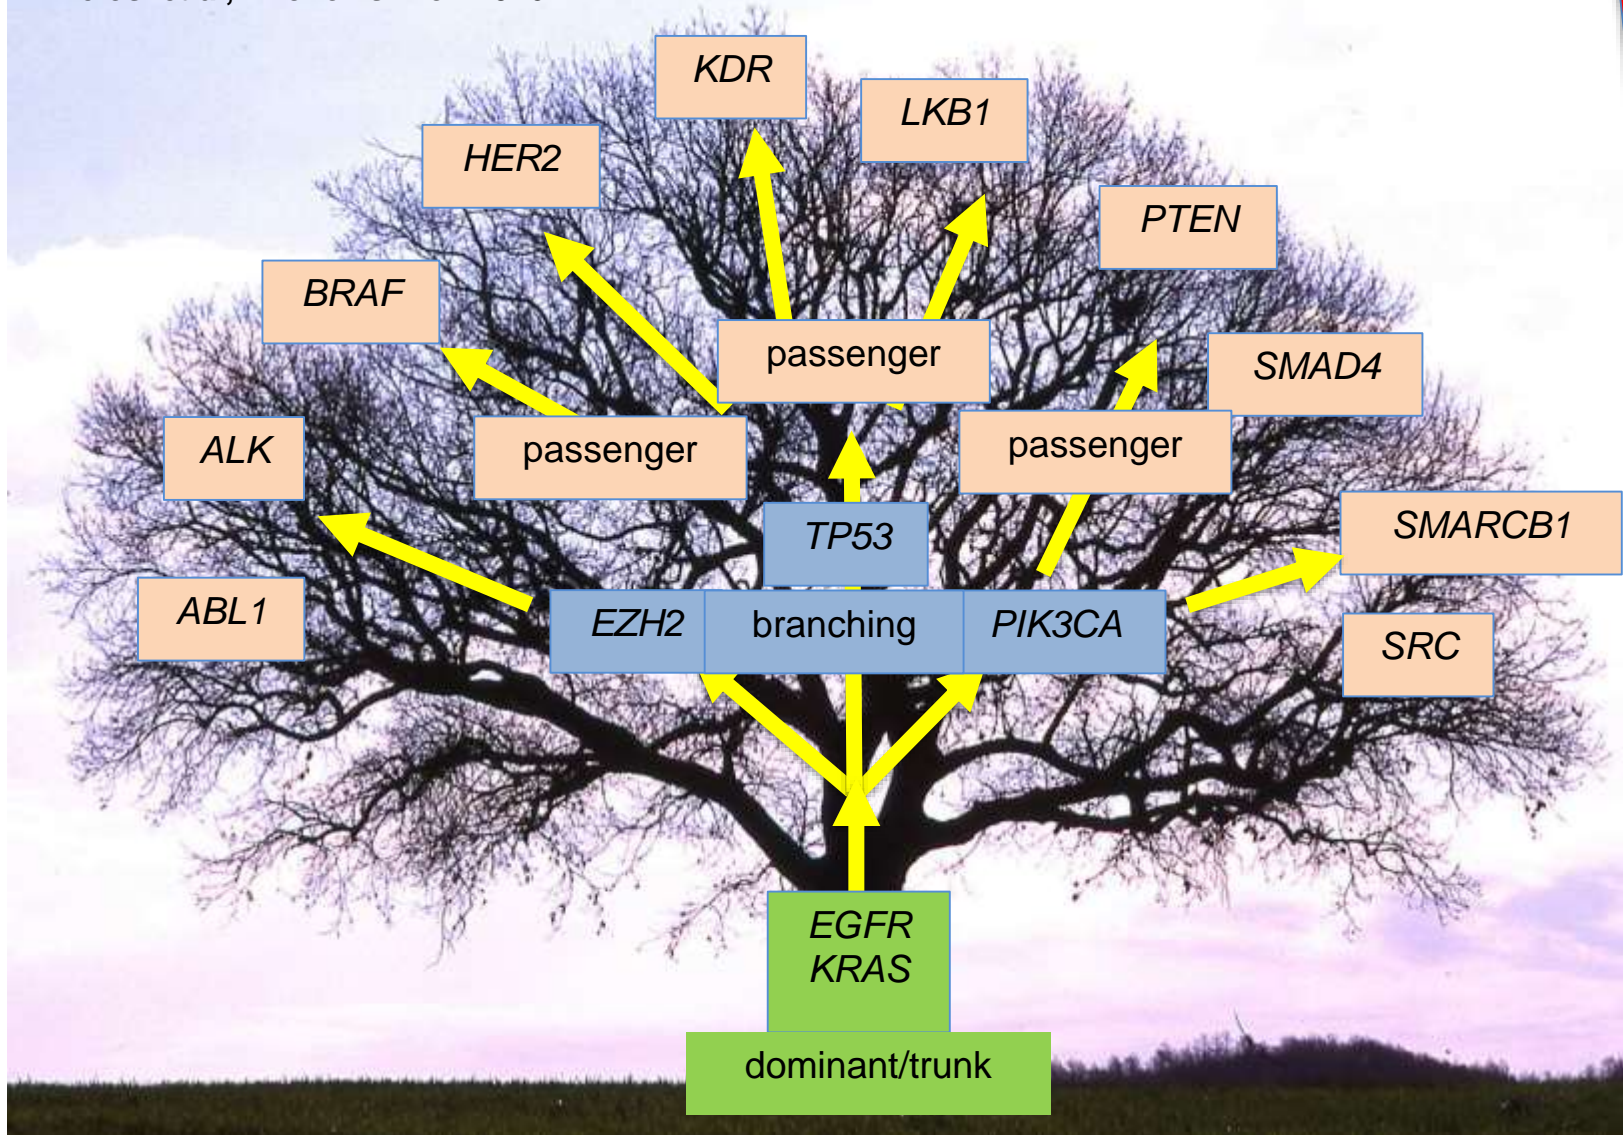 KDR
LKB1
HER2
PTEN
BRAF
passenger
SMAD4
ALK
passenger
passenger
SMARCB1
TP53
ABL1
EZH2
branching
PIK3CA
SRC
EGFR
KRAS
dominant/trunk